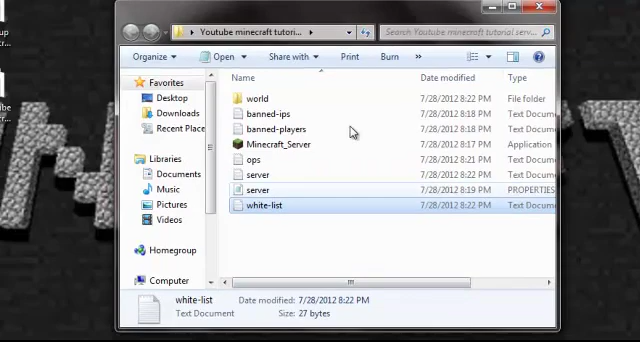 Youtube minecraft tutori...
Search Youtube minecraft tutorial serv...
Organize Open Share with Print Burn »
Name Date modified Type
Favorites
Desktop
Downloads
Recent Place
Libraries
Documents
Music
Pictures
Videos
Homegroup
Computer
world 7/28/2012 8:22 PM File folder
banned-ips 7/28/2012 8:18 PM Text Docum
banned-players 7/28/2012 8:18 PM Text Docum
Minecraft_Server 7/28/2012 8:17 PM Application
ops 7/28/2012 8:21 PM Text Docum
server 7/28/2012 8:22 PM Text Docum
server 7/28/2012 8:19 PM PROPERTIES
white-list 7/28/2012 8:22 PM Text Docum
white-list Date modified: 7/28/2012 8:22 PM
Text Document Size: 27 bytes